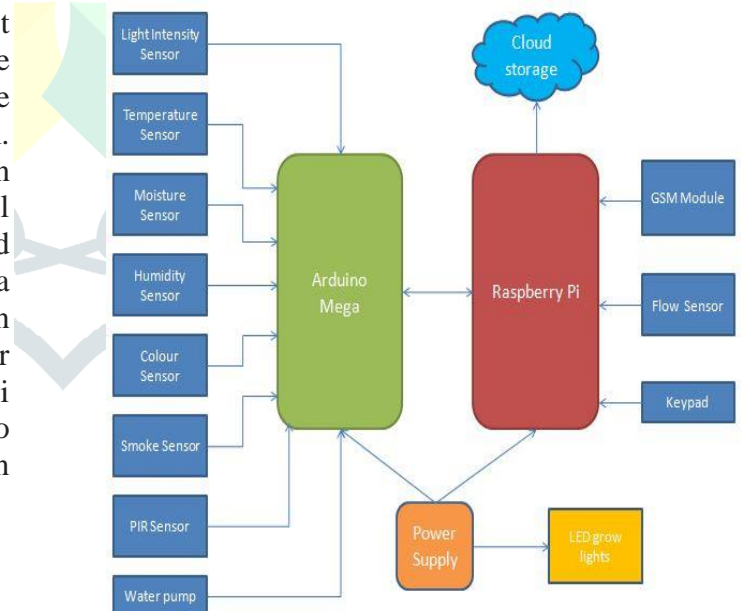 t
e
e
.
n
l
d
a
n
r
i
o
n
Light Intensity
Sensor
Temperature
Sensor
Moisture
Sensor
Humidity
Sensor
Colour
Sensor
Smoke Sensor
PIR Sensor
Water pump
Arduino
Mega
Cloud
storage
Raspberry Pi
GSM Module
Flow Sensor
Keypad
Power
Supply
LED grow
lights